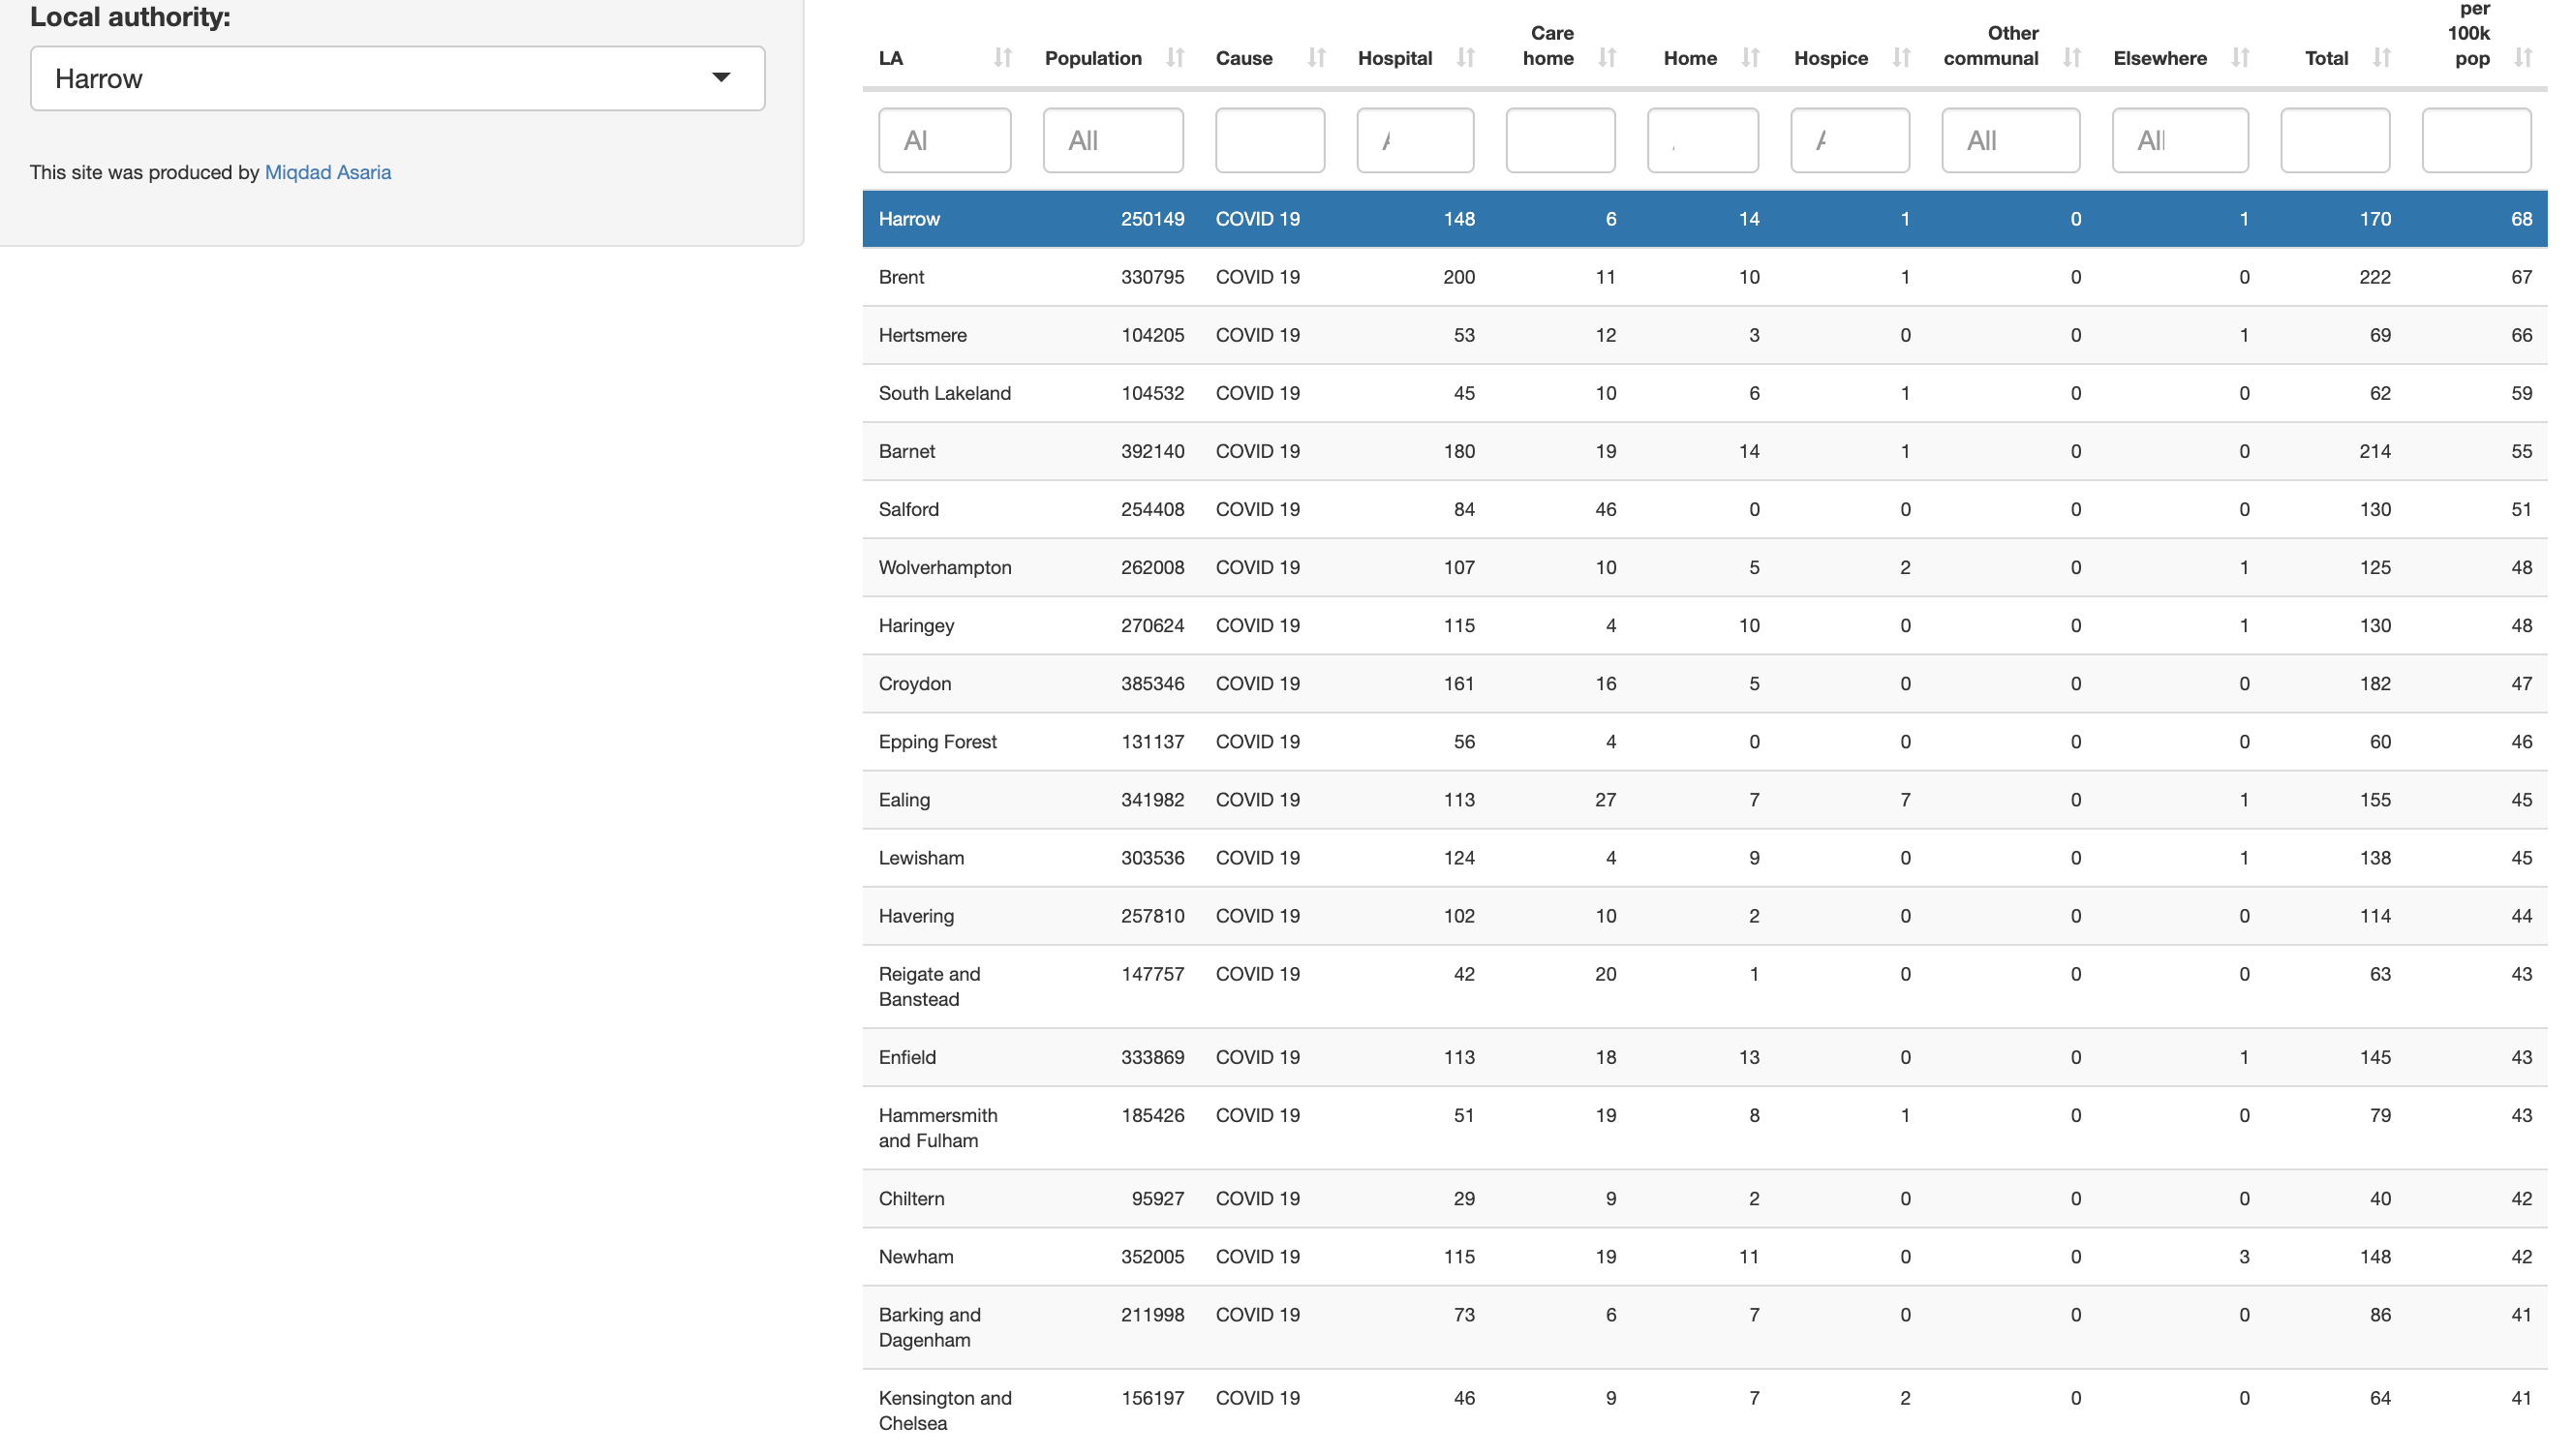 Local authority:
Harrow
This site was produced by Miqdad Asaria
per
100k
pop
LA Population Cause Hospital Care home Home Hospice Other communal Elsewhere Total
Al All All All
Harrow 250149 COVID 19 148 6 14 1 0 1 170 68
Brent 330795 COVID 19 200 11 10 1 0 0 222 67
Hertsmere 104205 COVID 19 53 12 3 0 0 1 69 66
South Lakeland 104532 COVID 19 45 10 6 1 0 0 62 59
Barnet 392140 COVID 19 180 19 14 1 0 0 214 55
Salford 254408 COVID 19 84 46 0 0 0 0 130 51
Wolverhampton 262008 COVID 19 107 10 5 2 0 1 125 48
Haringey 270624 COVID 19 115 4 10 0 0 1 130 48
Croydon 385346 COVID 19 161 16 5 0 0 0 182 47
Epping Forest 131137 COVID 19 56 4 0 0 0 0 60 46
Ealing 341982 COVID 19 113 27 7 7 0 1 155 45
Lewisham 303536 COVID 19 124 4 9 0 0 1 138 45
Havering 257810 COVID 19 102 10 2 0 0 0 114 44
Reigate and 147757 COVID 19 42 20 1 0 0 0 63 43
Banstead
Enfield 333869 COVID 19 113 18 13 0 0 1 145 43
Hammersmith 185426 COVID 19 51 19 8 1 0 0 79 43
and Fulham
Chiltern 95927 COVID 19 29 9 2 0 0 0 40 42
Newham 352005 COVID 19 115 19 11 0 0 3 148 42
Barking and 211998 COVID 19 73 6 7 0 0 0 86 41
Dagenham
Kensington and 156197 COVID 19 46 9 7 2 0 0 64 41
Chelsea